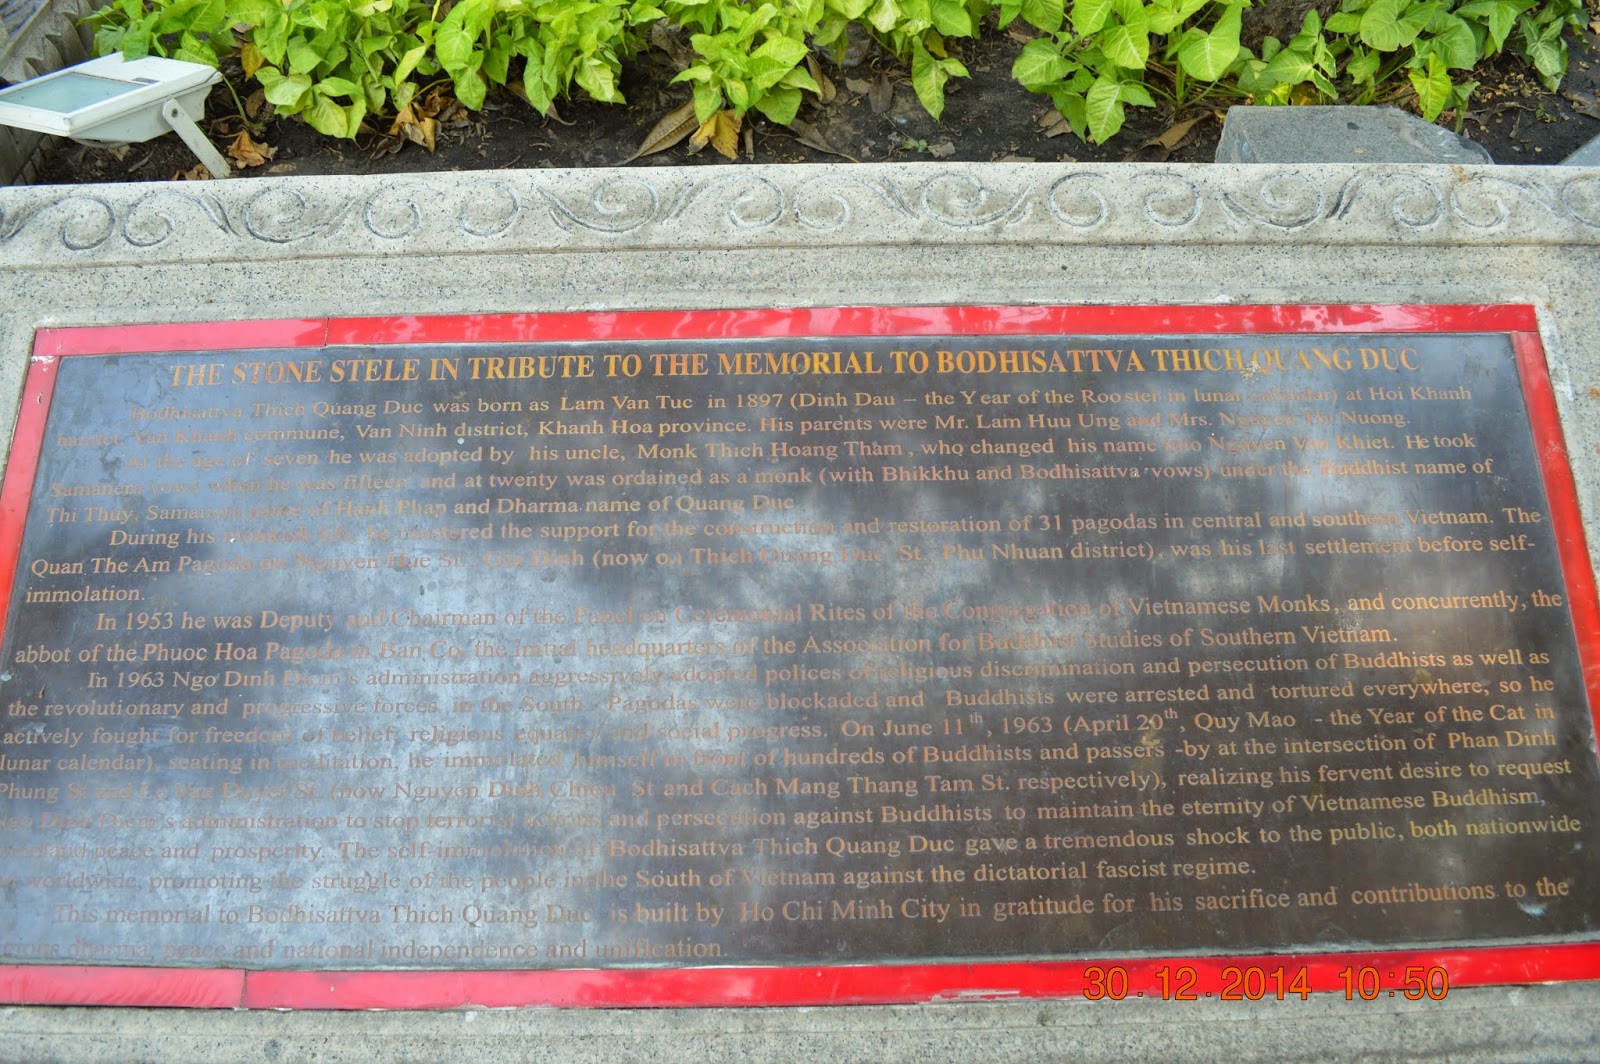 THE STONE STELE IN TRIBUTE TO THE MEMORIAL TO BODHISATTVA THICH QUANG DUC
Bodhisattva Thich Quang Duc was born as Lam Van Tuc in 1897 (Dinh Dau – the Year of the Rooster in lunar calendar) at Hoi Khanh
hamlet, Van Khanh commune, Van Ninh district, Khanh Hoa province. His parents were Mr. Lam Huu Ung and Mrs. Nguyen Thi Nuong.
At the age of seven he was adopted by his uncle, Monk Thich Hoang Tham, who changed his name into Nguyen Van Khiet. He took
Samanera vows when he was fifteen and at twenty was ordained as a monk (with Bhikkhu and Bodhisattva vows) under the Buddhist name of
Thi Thuy, Samanera name of Hanh Phap and Dharma name of Quang Duc
During his monkish life, he mustered the support for the construction and restoration of 31 pagodas in central and southern Vietnam. The
Quan The Am Pagoda on Nguyen Hue St., Gia Dinh (now on Thich Quang Duc St. Phu Nhuan district), was his last settlement before self-
immolation.
In 1953 he was Deputy and Chairman of the Panel on Ceremonial Rites of the Congregation of Vietnamese Monks, and concurrently, the
abbot of the Phuoc Hoa Pagoda in Ban Co, the initial headquarters of the Association for Buddhist Studies of Southern Vietnam.
In 1963 Ngo Dinh Diem's administration aggressively adopted polices of religious discrimination and persecution of Buddhists as well as
the revolutionary and progressive forces in the South - Pagodas were blockaded and Buddhists were arrested and tortured everywhere, so he
actively fought for freedom of belief, religious equality and social progress. On June 11th, 1963 (April 20th, Quy Mao - the Year of the Cat in
lunar calendar), seating in meditation, he immolated himself in front of hundreds of Buddhists and passers -by at the intersection of Phan Dinh
Phung St and Le Van Duyet St. (now Nguyen Dinh Chieu St and Cach Mang Thang Tam St. respectively), realizing his fervent desire to request
Ngo Dinh Diem's administration to stop terrorist actions and persecution against Buddhists to maintain the eternity of Vietnamese Buddhism,
and peace and prosperity. The self-immolation of Bodhisattva Thich Quang Duc gave a tremendous shock to the public, both nationwide
worldwide, promoting the struggle of the people in the South of Vietnam against the dictatorial fascist regime.
This memorial to Bodhisattva Thich Quang Duc is built by Ho Chi Minh City in gratitude for his sacrifice and contributions to the
dharma, peace and national independence and unification.
30.12.2014 10:50